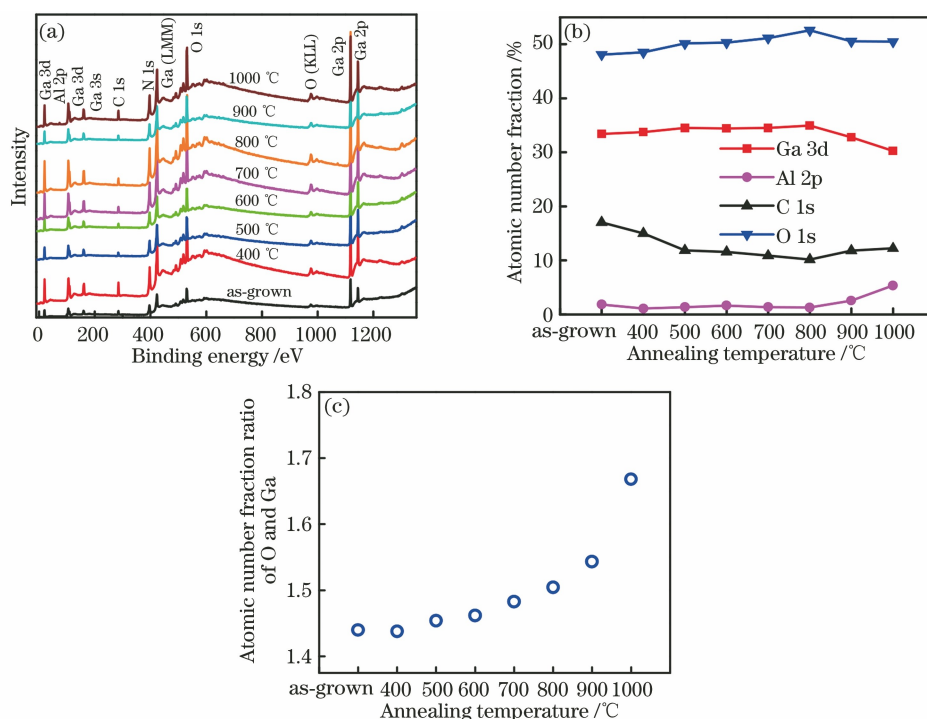 (a)
Ga 3d
Al 2p
Ga 3d
Ga 3s
C 1s
N 1s
Ga (LMM)
O 1s
O (KLL)
Ga 2p
Ga 2p
1000 ℃
900 ℃
800 ℃
700 ℃
600 ℃
500 ℃
400 ℃
as-grown
Intensity
0 200 400 600 800 1000 1200
Binding energy /eV
(b)
50
40
30
20
10
0
Atomic number fraction /%
Ga 3d
Al 2p
C 1s
O 1s
as-grown 400 500 600 700 800 900 1000
Annealing temperature /℃
(c)
1.8
1.7
1.6
1.5
1.4
Atomic number fraction ratio
of O and Ga
as-grown 400 500 600 700 800 900 1000
Annealing temperature /℃